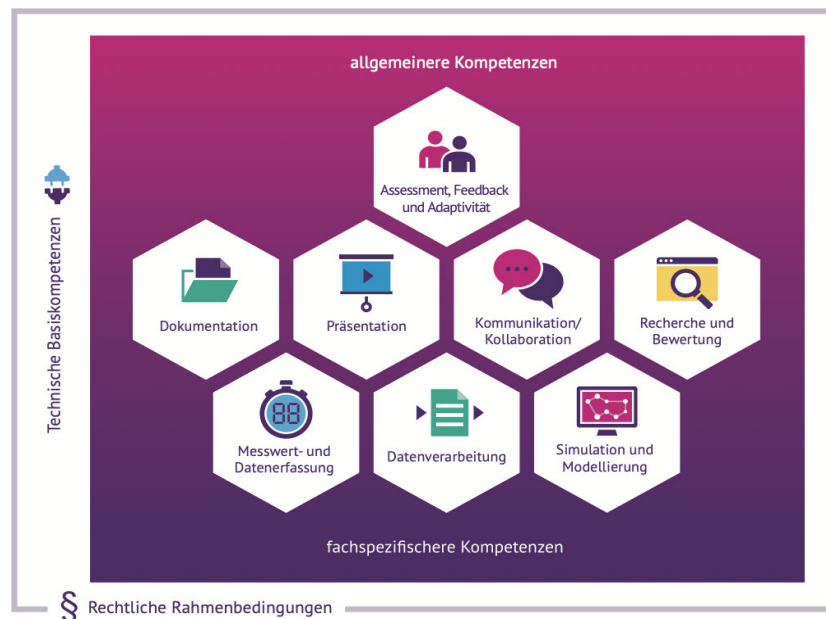 allgemeinere Kompetenzen
Assessment, Feedback
und Adaptivität
Dokumentation
Präsentation
Kommunikation/
Kollaboration
Recherche und
Bewertung
88
Messwert- und
Datenerfassung
Datenverarbeitung
Simulation und
Modellierung
fachspezifischere Kompetenzen
Technische Basiskompetenzen
§ Rechtliche Rahmenbedingungen